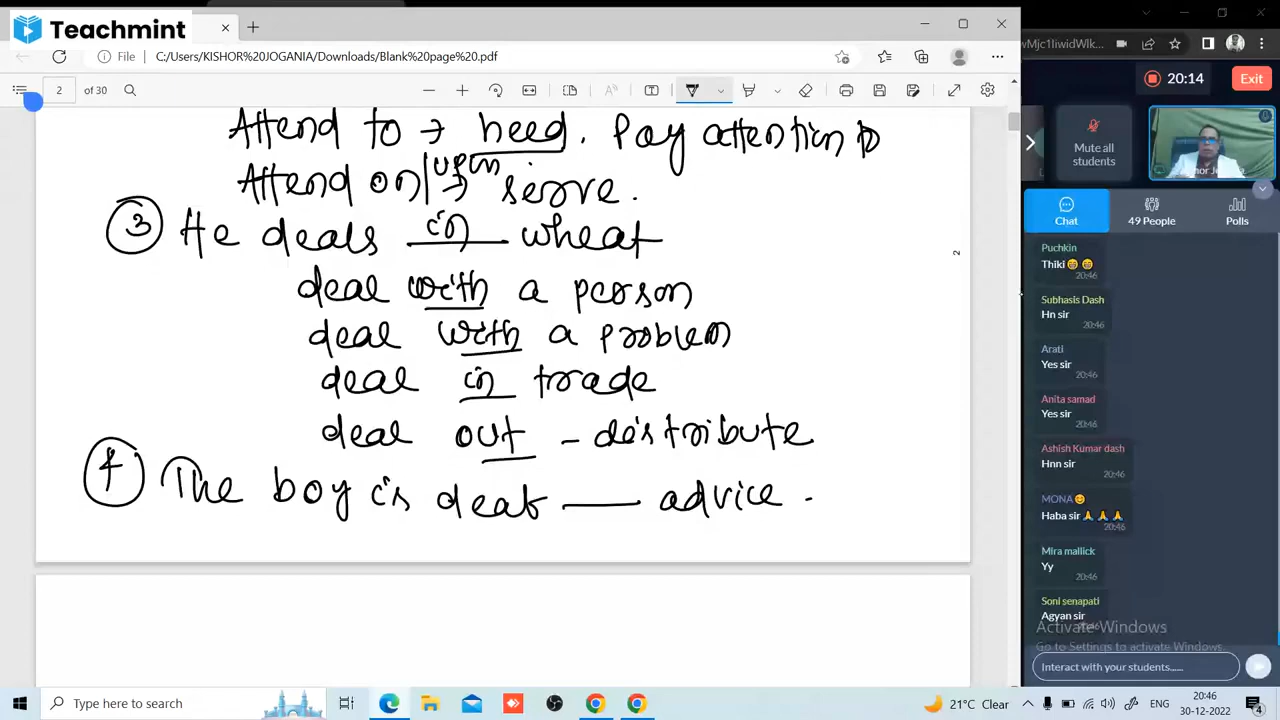 Teachmint
File C:/Users/KISHOR%20JOGANIA/Downloads/Blank%20page%20.pdf
wMjc1IiwidWlk...
2 of 30
20:14 Exit
Attend to → heed. Pay attention to
Attend on/upon → serve.
③ He deals in wheat
deal with a person
deal with a problem
deal in trade
deal out - distribute
④ The boy is deaf ___ advice.
2
Mute all students
Chat
49 People
Polls
Puchkin
Thiki😁😁
20:46
Subhasis Dash
Hn sir
20:46
Arati
Yes sir
20:46
Anita samad
Yes sir
20:46
Ashish Kumar dash
Hnn sir
20:46
MONA😊
Haba sir🙏🙏🙏
20:46
Mira mallick
Yy
20:46
Soni senapati
Agyan sir
20:46
Activate Windows
Go to Settings to activate Windows.
Interact with your students......
Type here to search
21°C Clear
ENG
20:46
30-12-2022
4